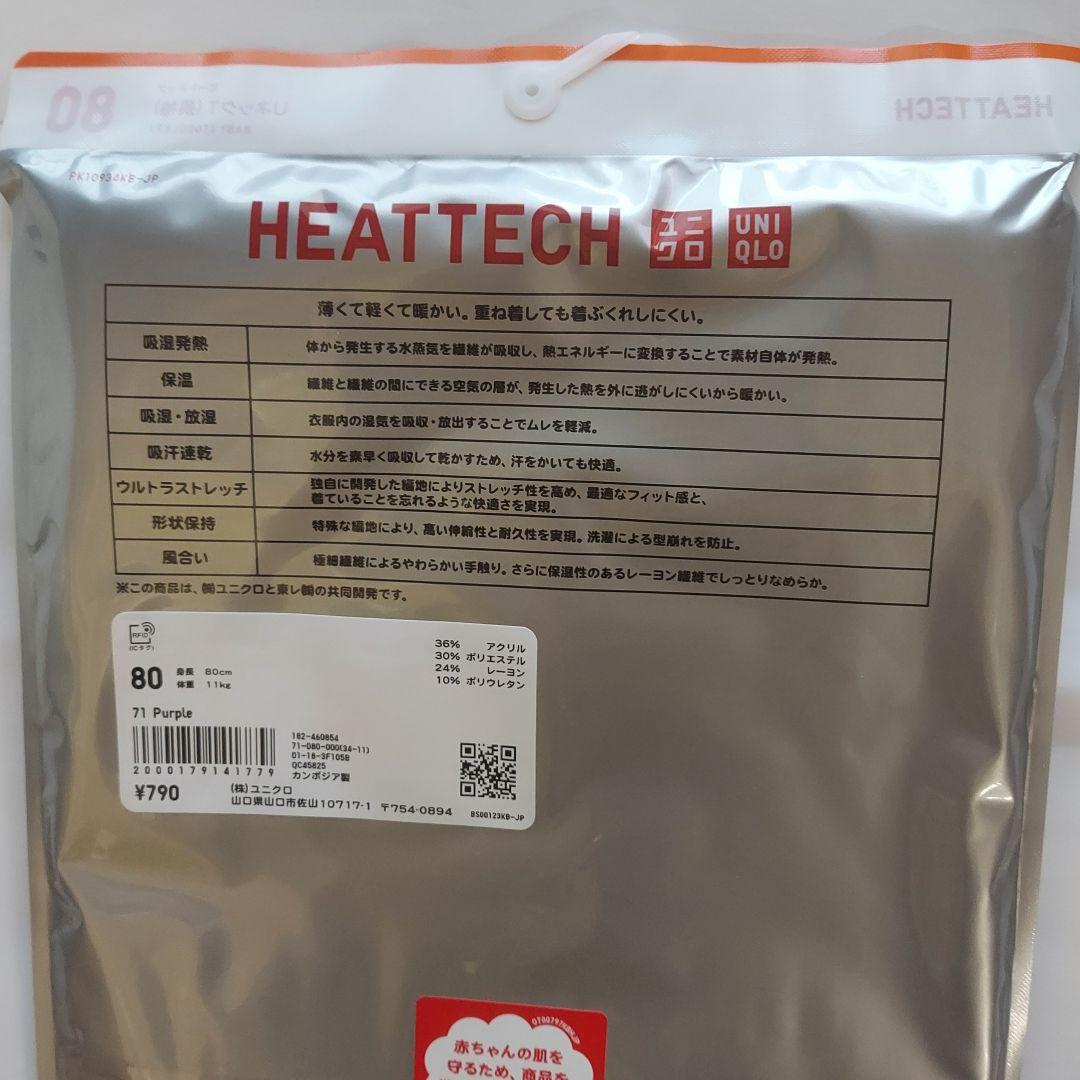 HEATTECH
80
UネックT(長袖)
PK10934KB-JP
HEATTECH ユニクロ UNIQLO
薄くて軽くて暖かい。重ね着しても着ぶくれしにくい。
吸湿発熱 体から発生する水蒸気を繊維が吸収し、熱エネルギーに変換することで素材自体が発熱。
保温 繊維と繊維の間にできる空気の層が、発生した熱を外に逃がしにくいから暖かい。
吸湿・放湿 衣服内の湿気を吸収・放出することでムレを軽減。
吸汗速乾 水分を素早く吸収して乾かすため、汗をかいても快適。
ウルトラストレッチ 独自に開発した編地によりストレッチ性を高め、最適なフィット感と、
着ていることを忘れるような快適さを実現。
形状保持 特殊な編地により、高い伸縮性と耐久性を実現。洗濯による型崩れを防止。
風合い 極細繊維によるやわらかい手触り。さらに保湿性のあるレーヨン繊維でしっとりなめらか。
※この商品は、㈱ユニクロと東レ㈱の共同開発です。
RFID
(ICタグ)
36% アクリル
30% ポリエステル
24% レーヨン
10% ポリウレタン
80 身長 80cm
体重 11kg
71 Purple
182-460854
71-080-000(34-11)
01-18-3F105B
QC45825
カンボジア製
2000179141779
¥790
(株)ユニクロ
山口県山口市佐山10717-1 〒754-0894
BS00123KB-JP
赤ちゃんの肌を
守るため、商品を